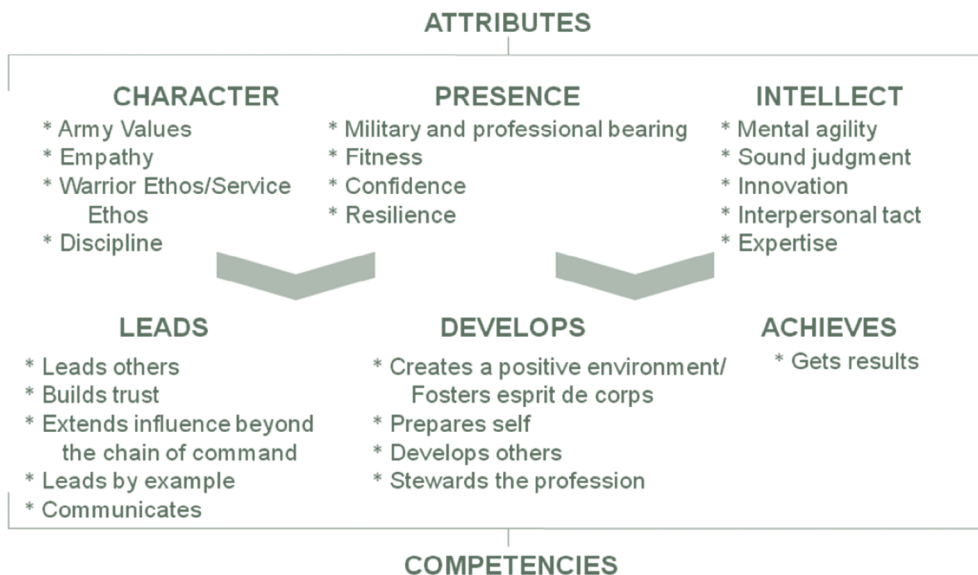 ATTRIBUTES
CHARACTER
* Army Values
* Empathy
* Warrior Ethos/Service
Ethos
* Discipline
PRESENCE
* Military and professional bearing
* Fitness
* Confidence
* Resilience
INTELLECT
* Mental agility
* Sound judgment
* Innovation
* Interpersonal tact
* Expertise
LEADS
* Leads others
* Builds trust
* Extends influence beyond
the chain of command
* Leads by example
* Communicates
DEVELOPS
* Creates a positive environment/
Fosters esprit de corps
* Prepares self
* Develops others
* Stewards the profession
ACHIEVES
* Gets results
COMPETENCIES